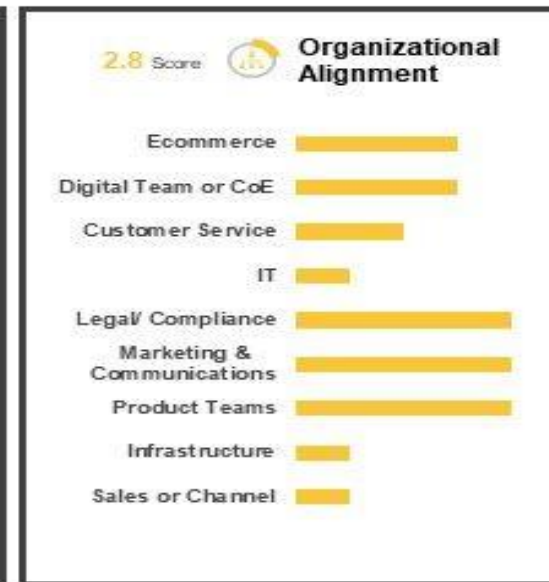 2.8 Score
Organizational
Alignment
Ecommerce
Digital Team or CoE
Customer Service
IT
Legal/ Compliance
Marketing &
Communications
Product Teams
Infrastructure
Sales or Channel